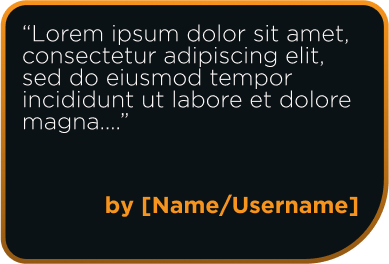 “Lorem ipsum dolor sit amet,
consectetur adipiscing elit,
sed do eiusmod tempor
incididunt ut labore et dolore
magna....”
by [Name/Username]